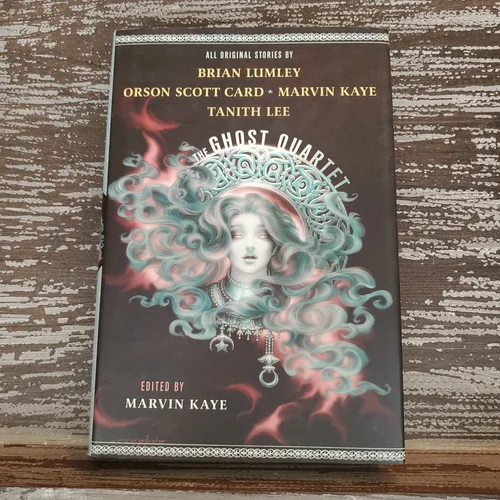 ALL ORIGINAL STORIES BY
BRIAN LUMLEY
ORSON SCOTT CARD * MARVIN KAYE
TANITH LEE
THE GHOST QUARTET
EDITED BY
MARVIN KAYE